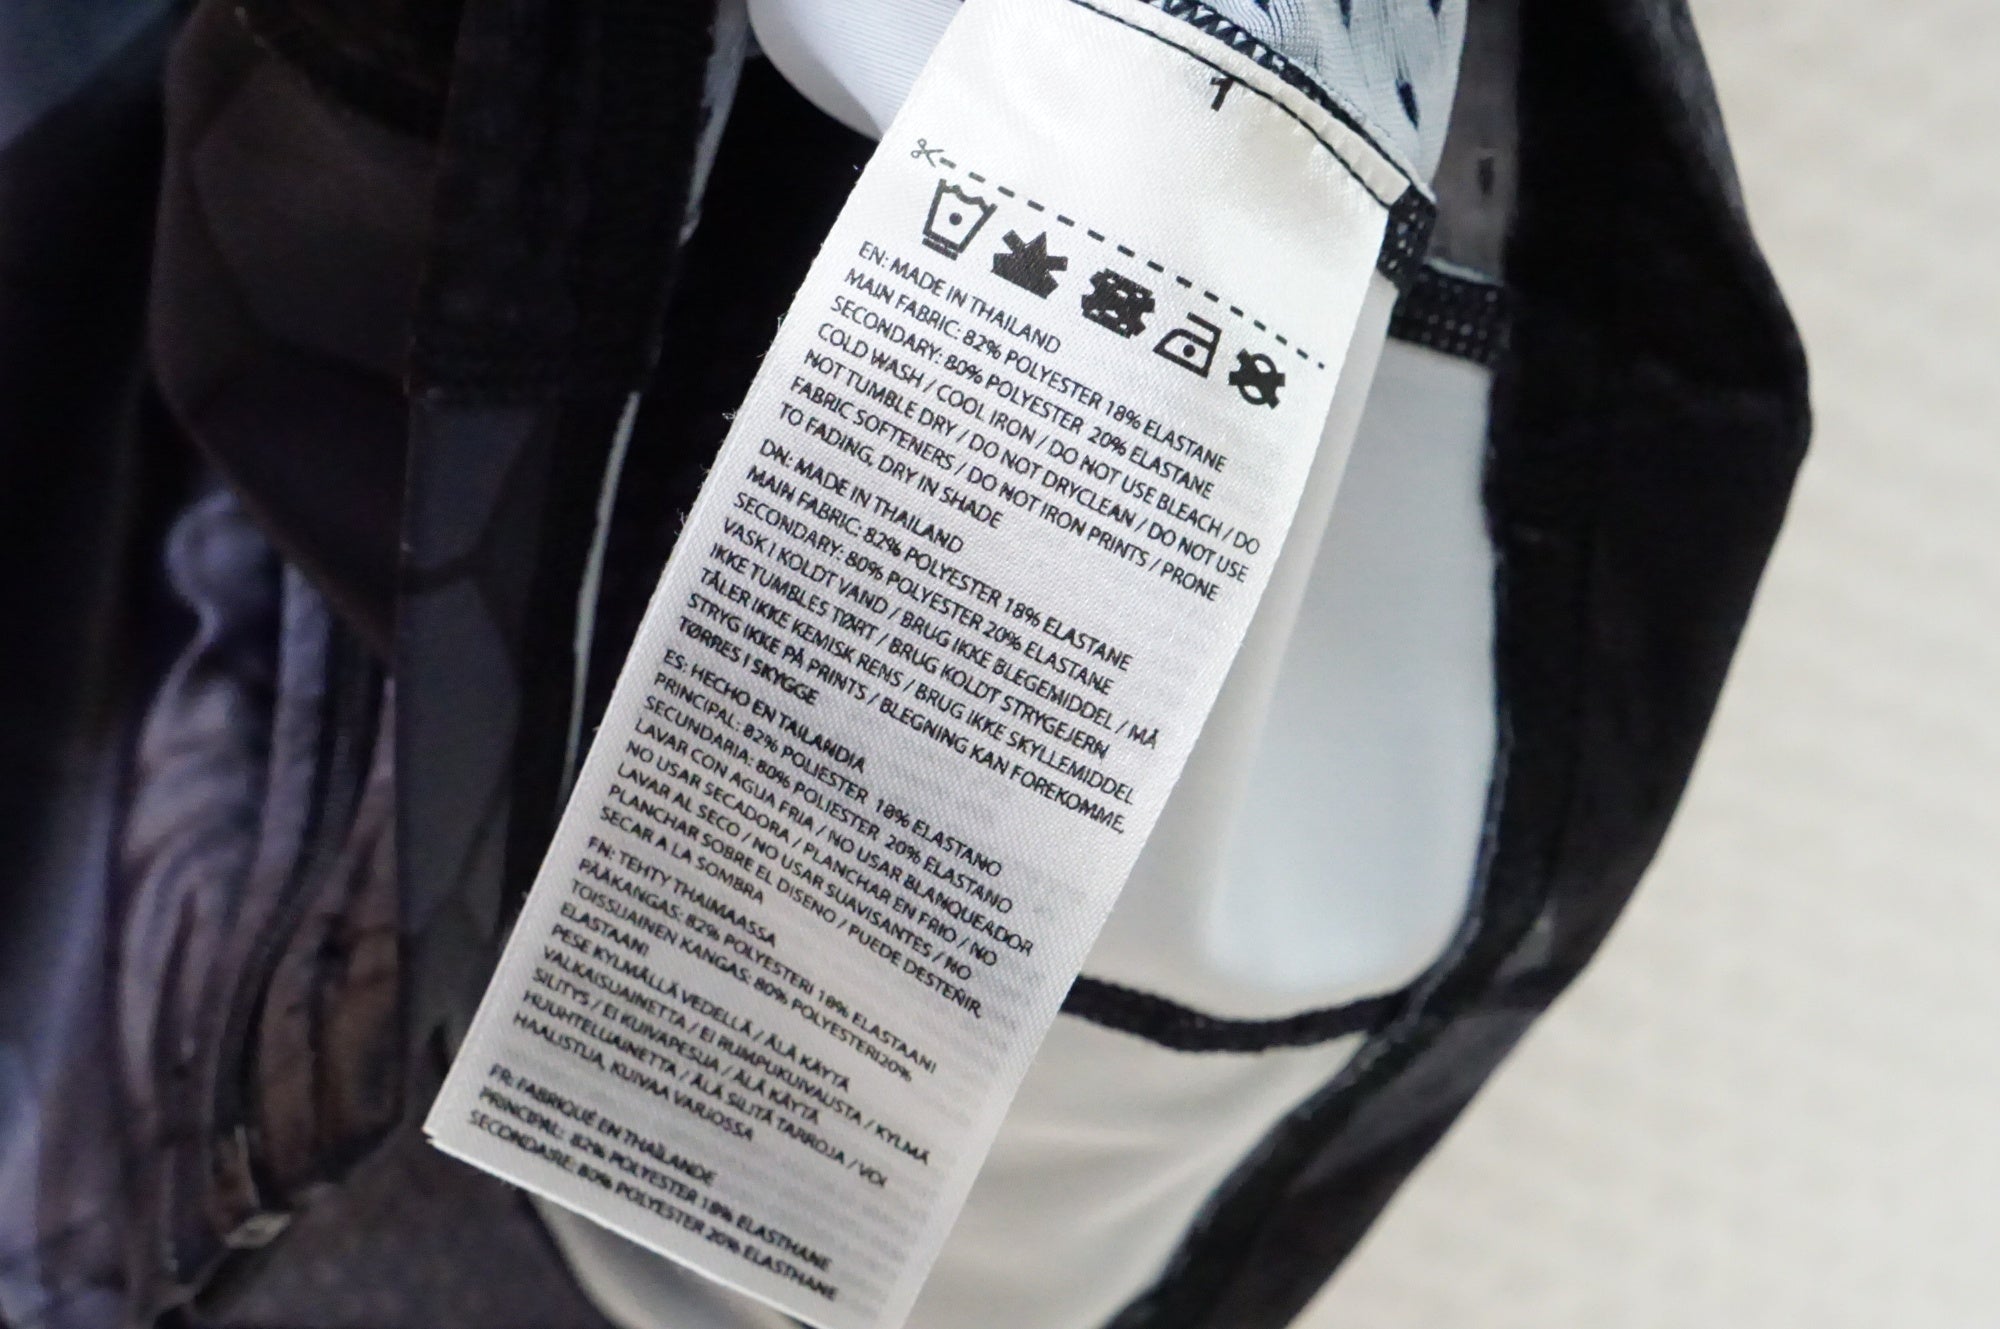 1
EN: MADE IN THAILAND
MAIN FABRIC: 82% POLYESTER 18% ELASTANE
SECONDARY: 80% POLYESTER 20% ELASTANE
COLD WASH / COOL IRON / DO NOT USE BLEACH / DO
NOT TUMBLE DRY / DO NOT DRYCLEAN / DO NOT USE
FABRIC SOFTENERS / DO NOT IRON PRINTS / PRONE
TO FADING, DRY IN SHADE
DN: MADE IN THAILAND
MAIN FABRIC: 82% POLYESTER 18% ELASTANE
SECONDARY: 80% POLYESTER 20% ELASTANE
VASK I KOLDT VAND / BRUG IKKE BLEGEMIDDEL / MÅ
IKKE TUMBLES TØRT / BRUG KOLDT STRYGEJERN
TÅLER IKKE KEMISK RENS / BRUG IKKE SKYLLEMIDDEL
STRYG IKKE PÅ PRINTS / BLEGNING KAN FOREKOMME,
TØRRES I SKYGGE
ES: HECHO EN TAILANDIA
PRINCIPAL: 82% POLIESTER 18% ELASTANO
SECUNDARIA: 80% POLIESTER 20% ELASTANO
LAVAR CON AGUA FRIA / NO USAR BLANQUEADOR
NO USAR SECADORA / PLANCHAR EN FRIO / NO
LAVAR AL SECO / NO USAR SUAVISANTES / NO
PLANCHAR SOBRE EL DISENO / PUEDE DESTEÑIR,
SECAR A LA SOMBRA
FN: TEHTY THAIMAASSA
PÄÄKANGAS: 82% POLYESTERI 18% ELASTAANI
TOISSIJAINEN KANGAS: 80% POLYESTERI20%
ELASTAANI
PESE KYLMÄLLÄ VEDELLÄ / ÄLÄ KÄYTÄ
VALKAISUAINETTA / EI RUMPUKUIVAUSTA / KYLMÄ
SILITYS / EI KUIVAPESUA / ÄLÄ KÄYTÄ
HUUHTELUAINETTA / ÄLÄ SILITÄ TARROJA / VOI
HAALISTUA, KUIVAA VARJOSSA
FR: FABRIQUÉ EN THAÏLANDE
PRINCIPAL: 82% POLYESTER 18% ELASTHANE
SECONDAIRE: 80% POLYESTER 20% ELASTHANE